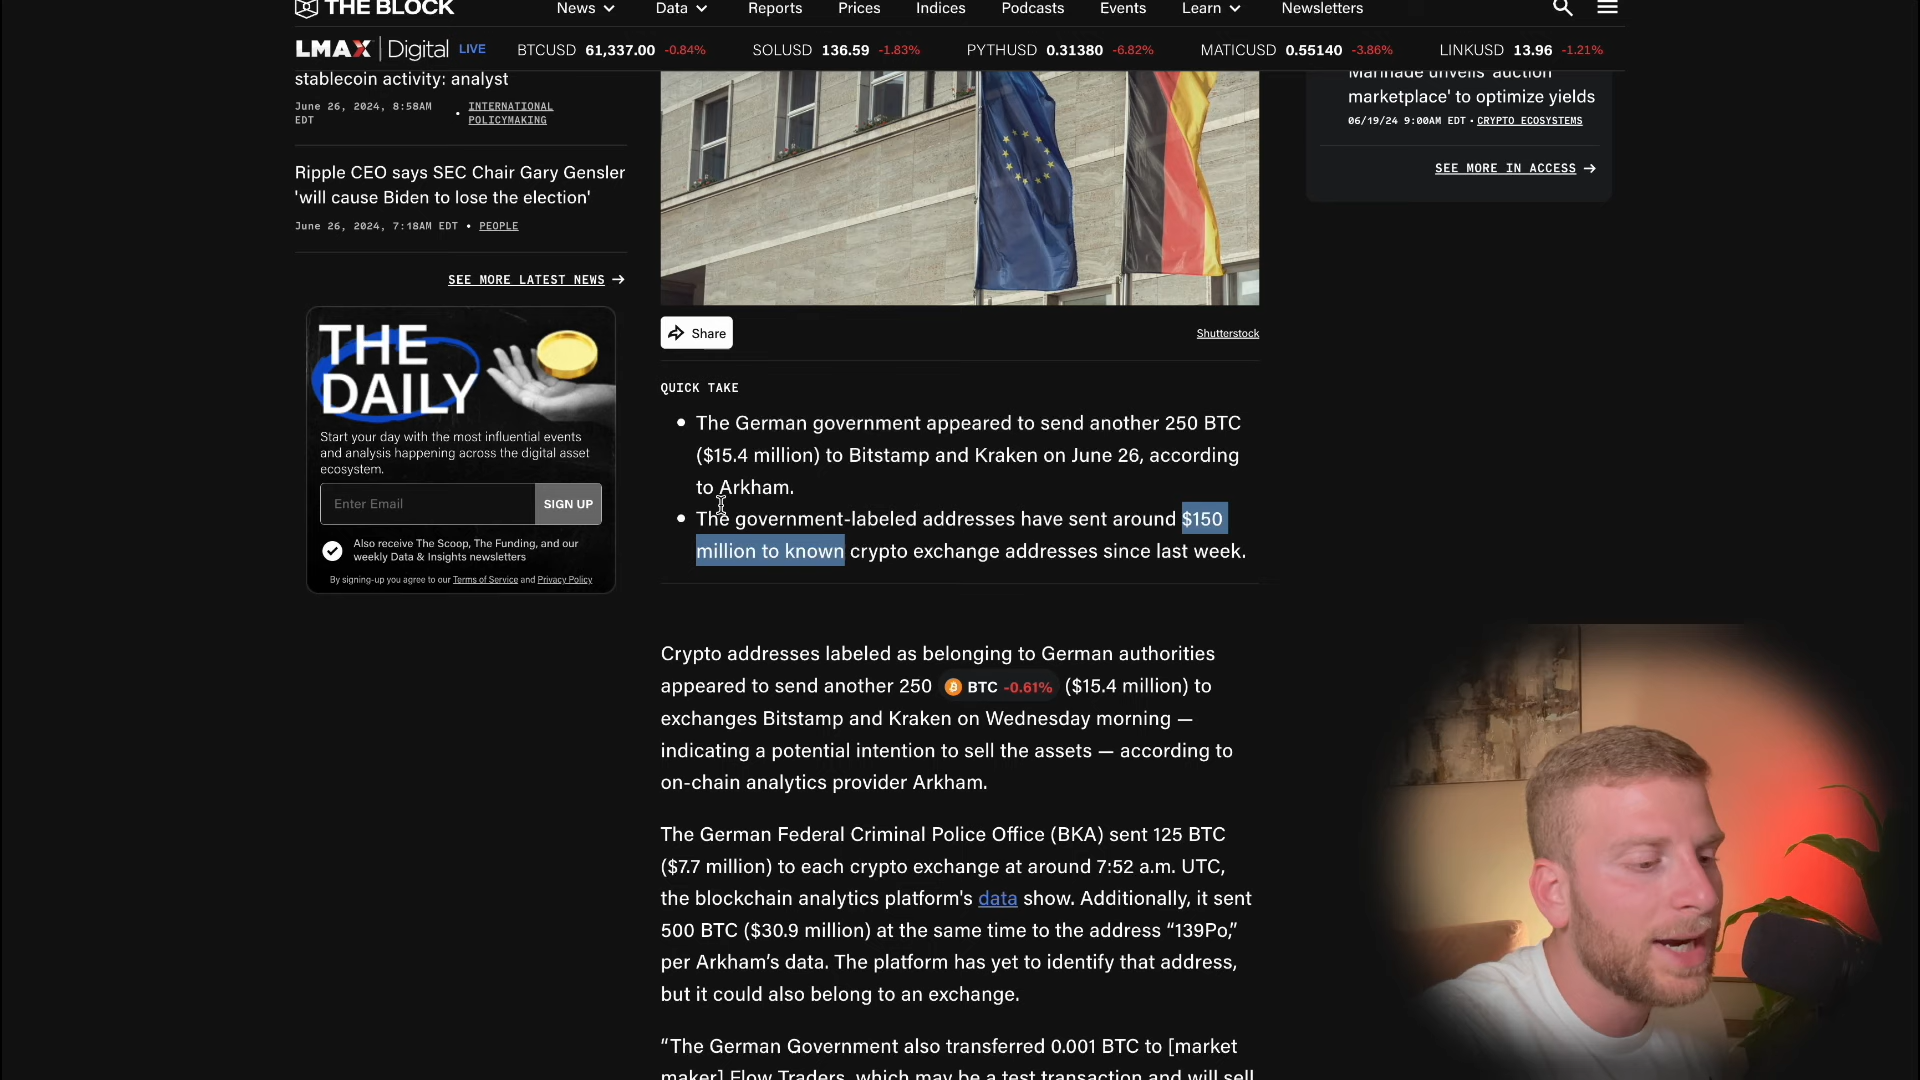 THE BLOCK
News
Data
Reports
Prices
Indices
Podcasts
Events
Learn
Newsletters
LMAX Digital LIVE
BTCUSD 61,337.00 -0.84%
SOLUSD 136.59 -1.83%
PYTHUSD 0.31380 -6.82%
MATICUSD 0.55140 -3.86%
LINKUSD 13.96 -1.21%
stablecoin activity: analyst
June 26, 2024, 8:58AM
EDT
• INTERNATIONAL
POLICYMAKING
Ripple CEO says SEC Chair Gary Gensler
'will cause Biden to lose the election'
June 26, 2024, 7:18AM EDT • PEOPLE
SEE MORE LATEST NEWS →
THE
DAILY
Start your day with the most influential events
and analysis happening across the digital asset
ecosystem.
Enter Email
SIGN UP
Also receive The Scoop, The Funding, and our
weekly Data & Insights newsletters
By signing-up you agree to our Terms of Service and Privacy Policy
Share
Shutterstock
QUICK TAKE
• The German government appeared to send another 250 BTC
($15.4 million) to Bitstamp and Kraken on June 26, according
to Arkham.
• The government-labeled addresses have sent around $150
million to known crypto exchange addresses since last week.
Crypto addresses labeled as belonging to German authorities
appeared to send another 250 BTC -0.61% ($15.4 million) to
exchanges Bitstamp and Kraken on Wednesday morning —
indicating a potential intention to sell the assets — according to
on-chain analytics provider Arkham.
The German Federal Criminal Police Office (BKA) sent 125 BTC
($7.7 million) to each crypto exchange at around 7:52 a.m. UTC,
the blockchain analytics platform's data show. Additionally, it sent
500 BTC ($30.9 million) at the same time to the address “139Po,”
per Arkham’s data. The platform has yet to identify that address,
but it could also belong to an exchange.
“The German Government also transferred 0.001 BTC to [market
maker] Flow Traders, which may be a test transaction and will sell
Marinade unveils 'auction
marketplace' to optimize yields
06/19/24 9:00AM EDT • CRYPTO ECOSYSTEMS
SEE MORE IN ACCESS →